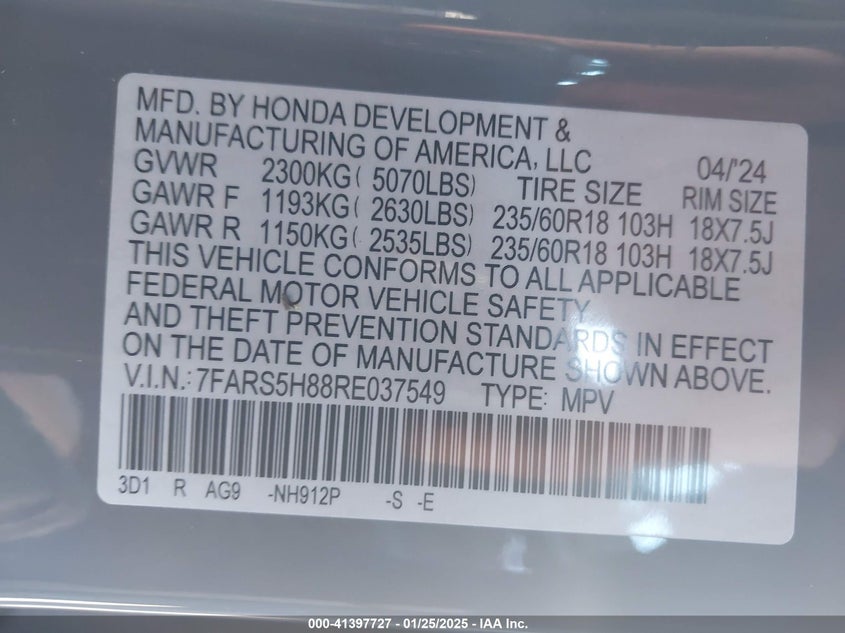 MFD. BY HONDA DEVELOPMENT &
MANUFACTURING OF AMERICA, LLC 04/'24
GVWR 2300KG( 5070LBS) TIRE SIZE RIM SIZE
GAWR F 1193KG( 2630LBS) 235/60R18 103H 18X7.5J
GAWR R 1150KG( 2535LBS) 235/60R18 103H 18X7.5J
THIS VEHICLE CONFORMS TO ALL APPLICABLE
FEDERAL MOTOR VEHICLE SAFETY
AND THEFT PREVENTION STANDARDS IN EFFECT
ON THE DATE OF MANUFACTURE SHOWN ABOVE.
V.I.N.:7FARS5H88RE037549 TYPE: MPV
3D1 R AG9 -NH912P -S -E
000-41397727 - 01/25/2025 - IAA Inc.